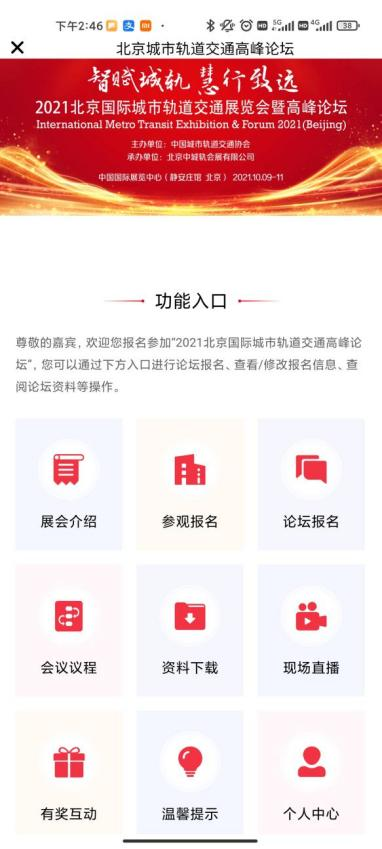 下午2:46
5G
HD
4G
38
北京城市轨道交通高峰论坛
智赋城轨 慧行致远
2021北京国际城市轨道交通展览会暨高峰论坛
International Metro Transit Exhibition & Forum 2021(Beijing)
主办单位：中国城市轨道交通协会
承办单位：北京中城轨会展有限公司
中国国际展览中心（静安庄馆 北京） 2021.10.09-11
功能入口
尊敬的嘉宾，欢迎您报名参加“2021北京国际城市轨道交通高峰论
坛”，您可以通过下方入口进行论坛报名、查看/修改报名信息、查
阅论坛资料等操作。
展会介绍
参观报名
论坛报名
会议议程
资料下载
现场直播
有奖互动
温馨提示
个人中心